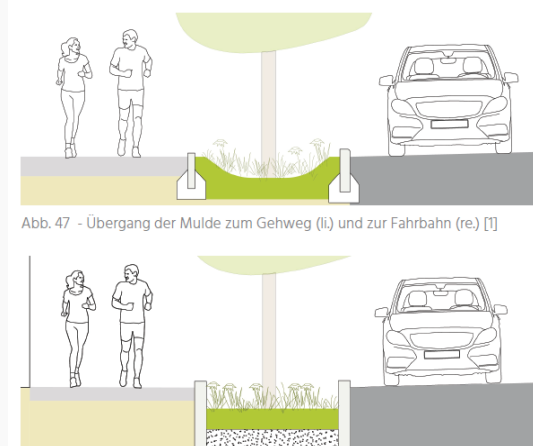 Abb. 47 - Übergang der Mulde zum Gehweg (li.) und zur Fahrbahn (re.) [1]